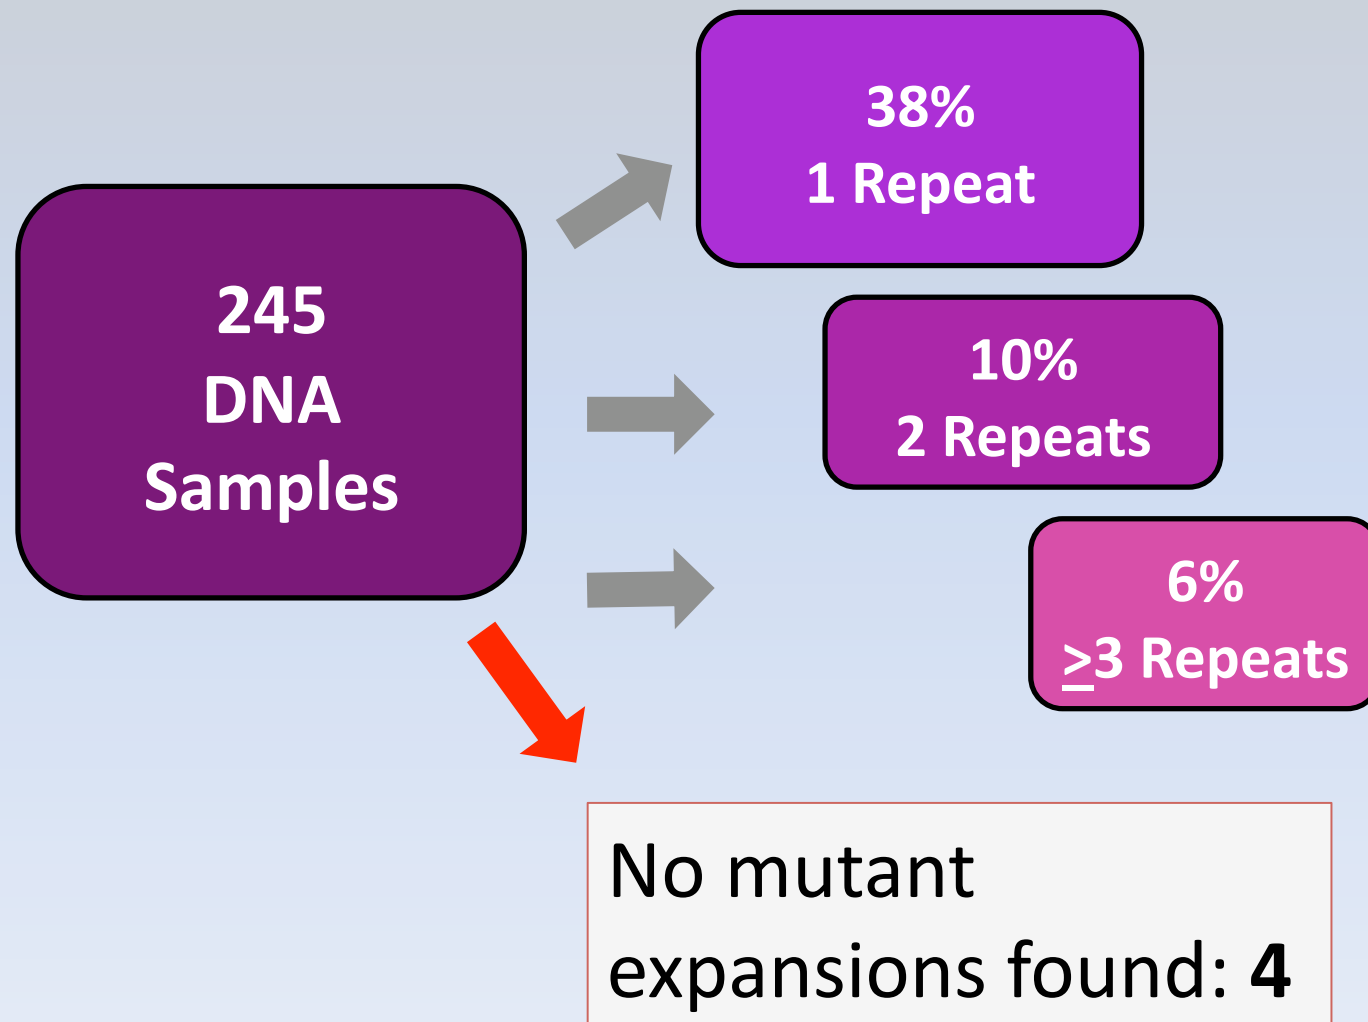 245
DNA
Samples
38%
1 Repeat
10%
2 Repeats
6%
≥3 Repeats
No mutant
expansions found: 4